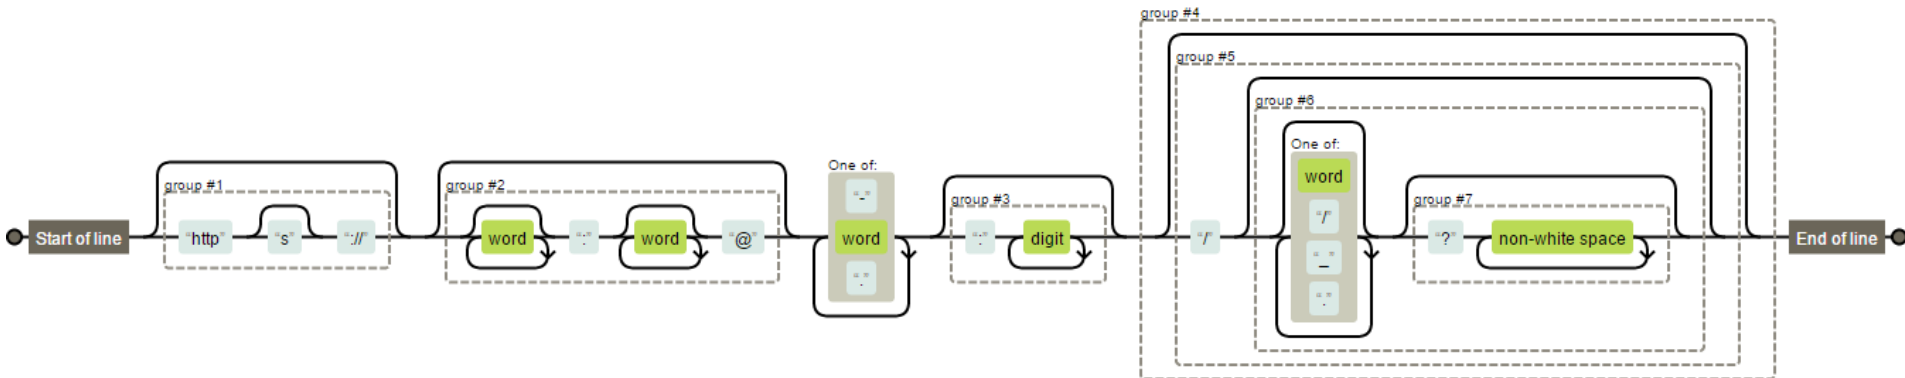 group #4
group #5
group #6
One of:
One of:
word
group #1
group #2
“-”
group #3
“/”
group #7
Start of line
“http”
“s”
“://”
word
“:”
word
“@”
word
“:”
digit
“/”
“_”
“?”
non-white space
End of line
“.”
“.”